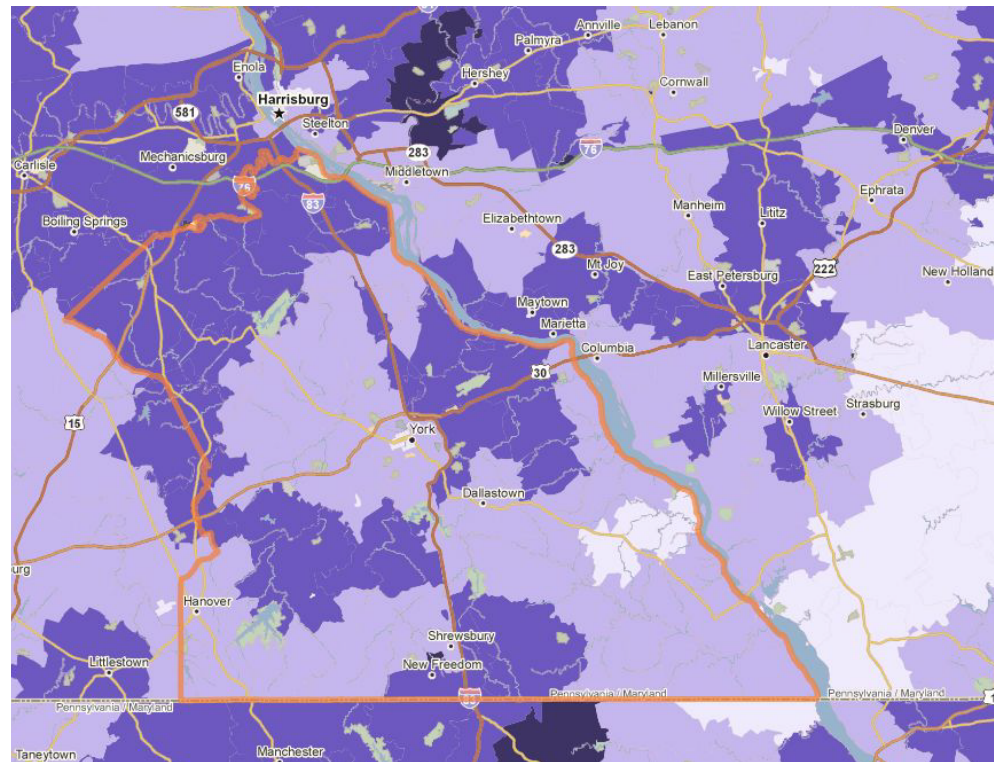 Annville
Lebanon
Palmyra
Enola
Hershey
Cornwall
Harrisburg
581
Steelton
Denver
76
283
Mechanicsburg
Carlisle
Middletown
76
Ephrata
83
Manheim
Lititz
Boiling Springs
Elizabethtown
283
222
Mt Joy
East Petersburg
New Holland
Maytown
Marietta
Columbia
Lancaster
30
Millersville
15
Willow Street
Strasburg
York
Dallastown
urg
Hanover
Shrewsbury
Littlestown
New Freedom
Pennsylvania / Maryland
Pennsylvania / Maryland
Pennsylvania / Maryland
1
Taneytown
Manchester